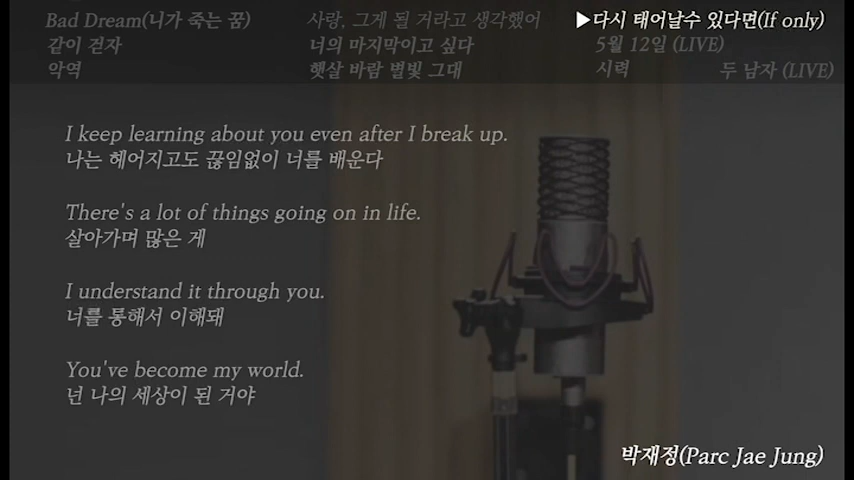 Bad Dream(니가 죽는 꿈) 사랑, 그게 될 거라고 생각했어 ▶다시 태어날수 있다면(If only)
같이 걷자 너의 마지막이고 싶다 5월 12일 (LIVE)
악역 햇살 바람 별빛 그대 시력 두 남자 (LIVE)
I keep learning about you even after I break up.
나는 헤어지고도 끊임없이 너를 배운다
There's a lot of things going on in life.
살아가며 많은 게
I understand it through you.
너를 통해서 이해돼
You've become my world.
넌 나의 세상이 된 거야
박재정(Parc Jae Jung)